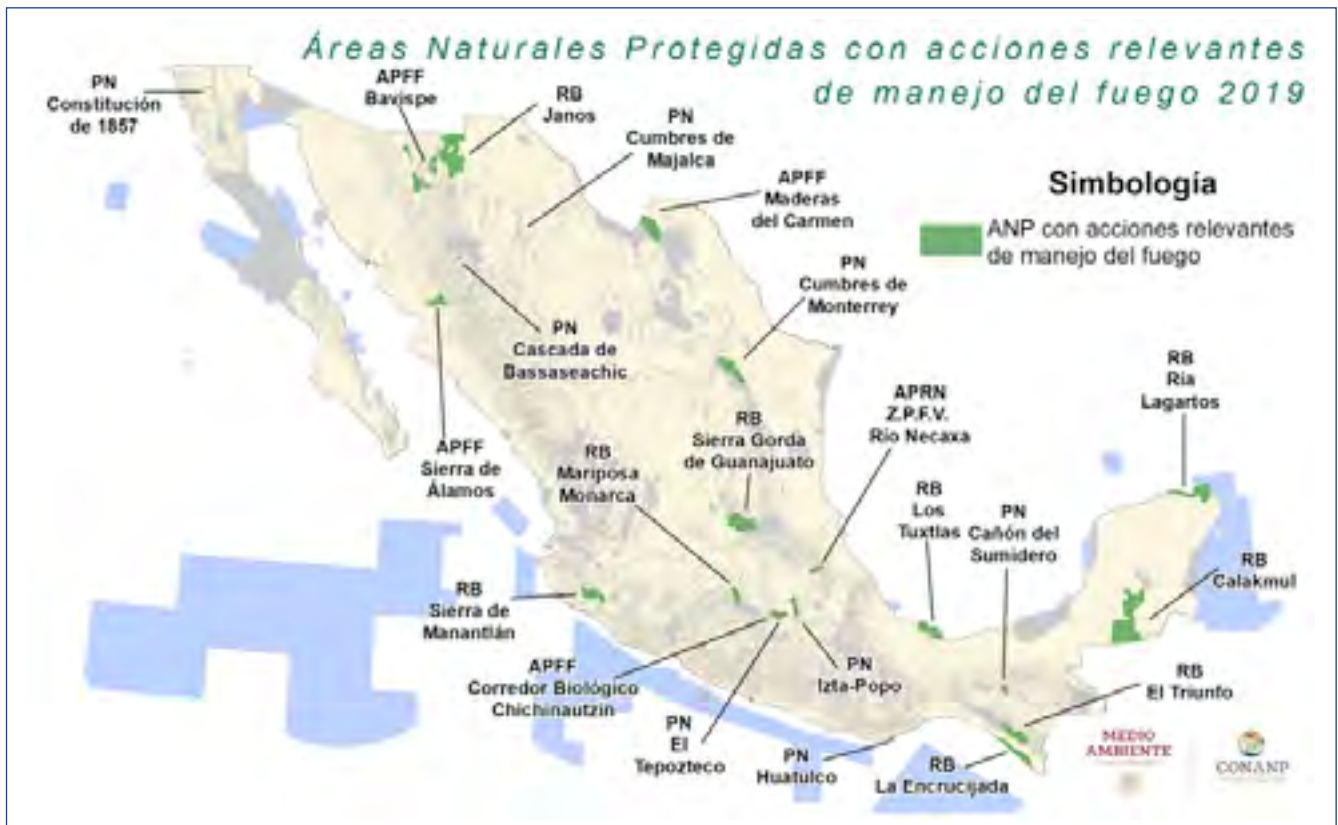 Áreas Naturales Protegidas con acciones relevantes
de manejo del fuego 2019
PN
Constitución
de 1857
APFF
Bavispe
RB
Janos
PN
Cumbres de
Majalca
APFF
Maderas
del Carmen
Simbología
ANP con acciones relevantes
de manejo del fuego
PN
Cumbres de
Monterrey
PN
Cascada de
Bassaseachic
RB
Ría
Lagartos
APRN
Z.P.F.V.
Río Necaxa
RB
Sierra Gorda
de Guanajuato
APFF
Sierra de
Álamos
RB
Mariposa
Monarca
RB
Los
Tuxtlas
PN
Cañón del
Sumidero
RB
Calakmul
RB
Sierra de
Manantlán
APFF
Corredor Biológico
Chichinautzin
PN
Izta-Popo
RB
El Triunfo
PN
El
Tepozteco
PN
Huatulco
RB
La Encrucijada
MEDIO
AMBIENTE
CONANP